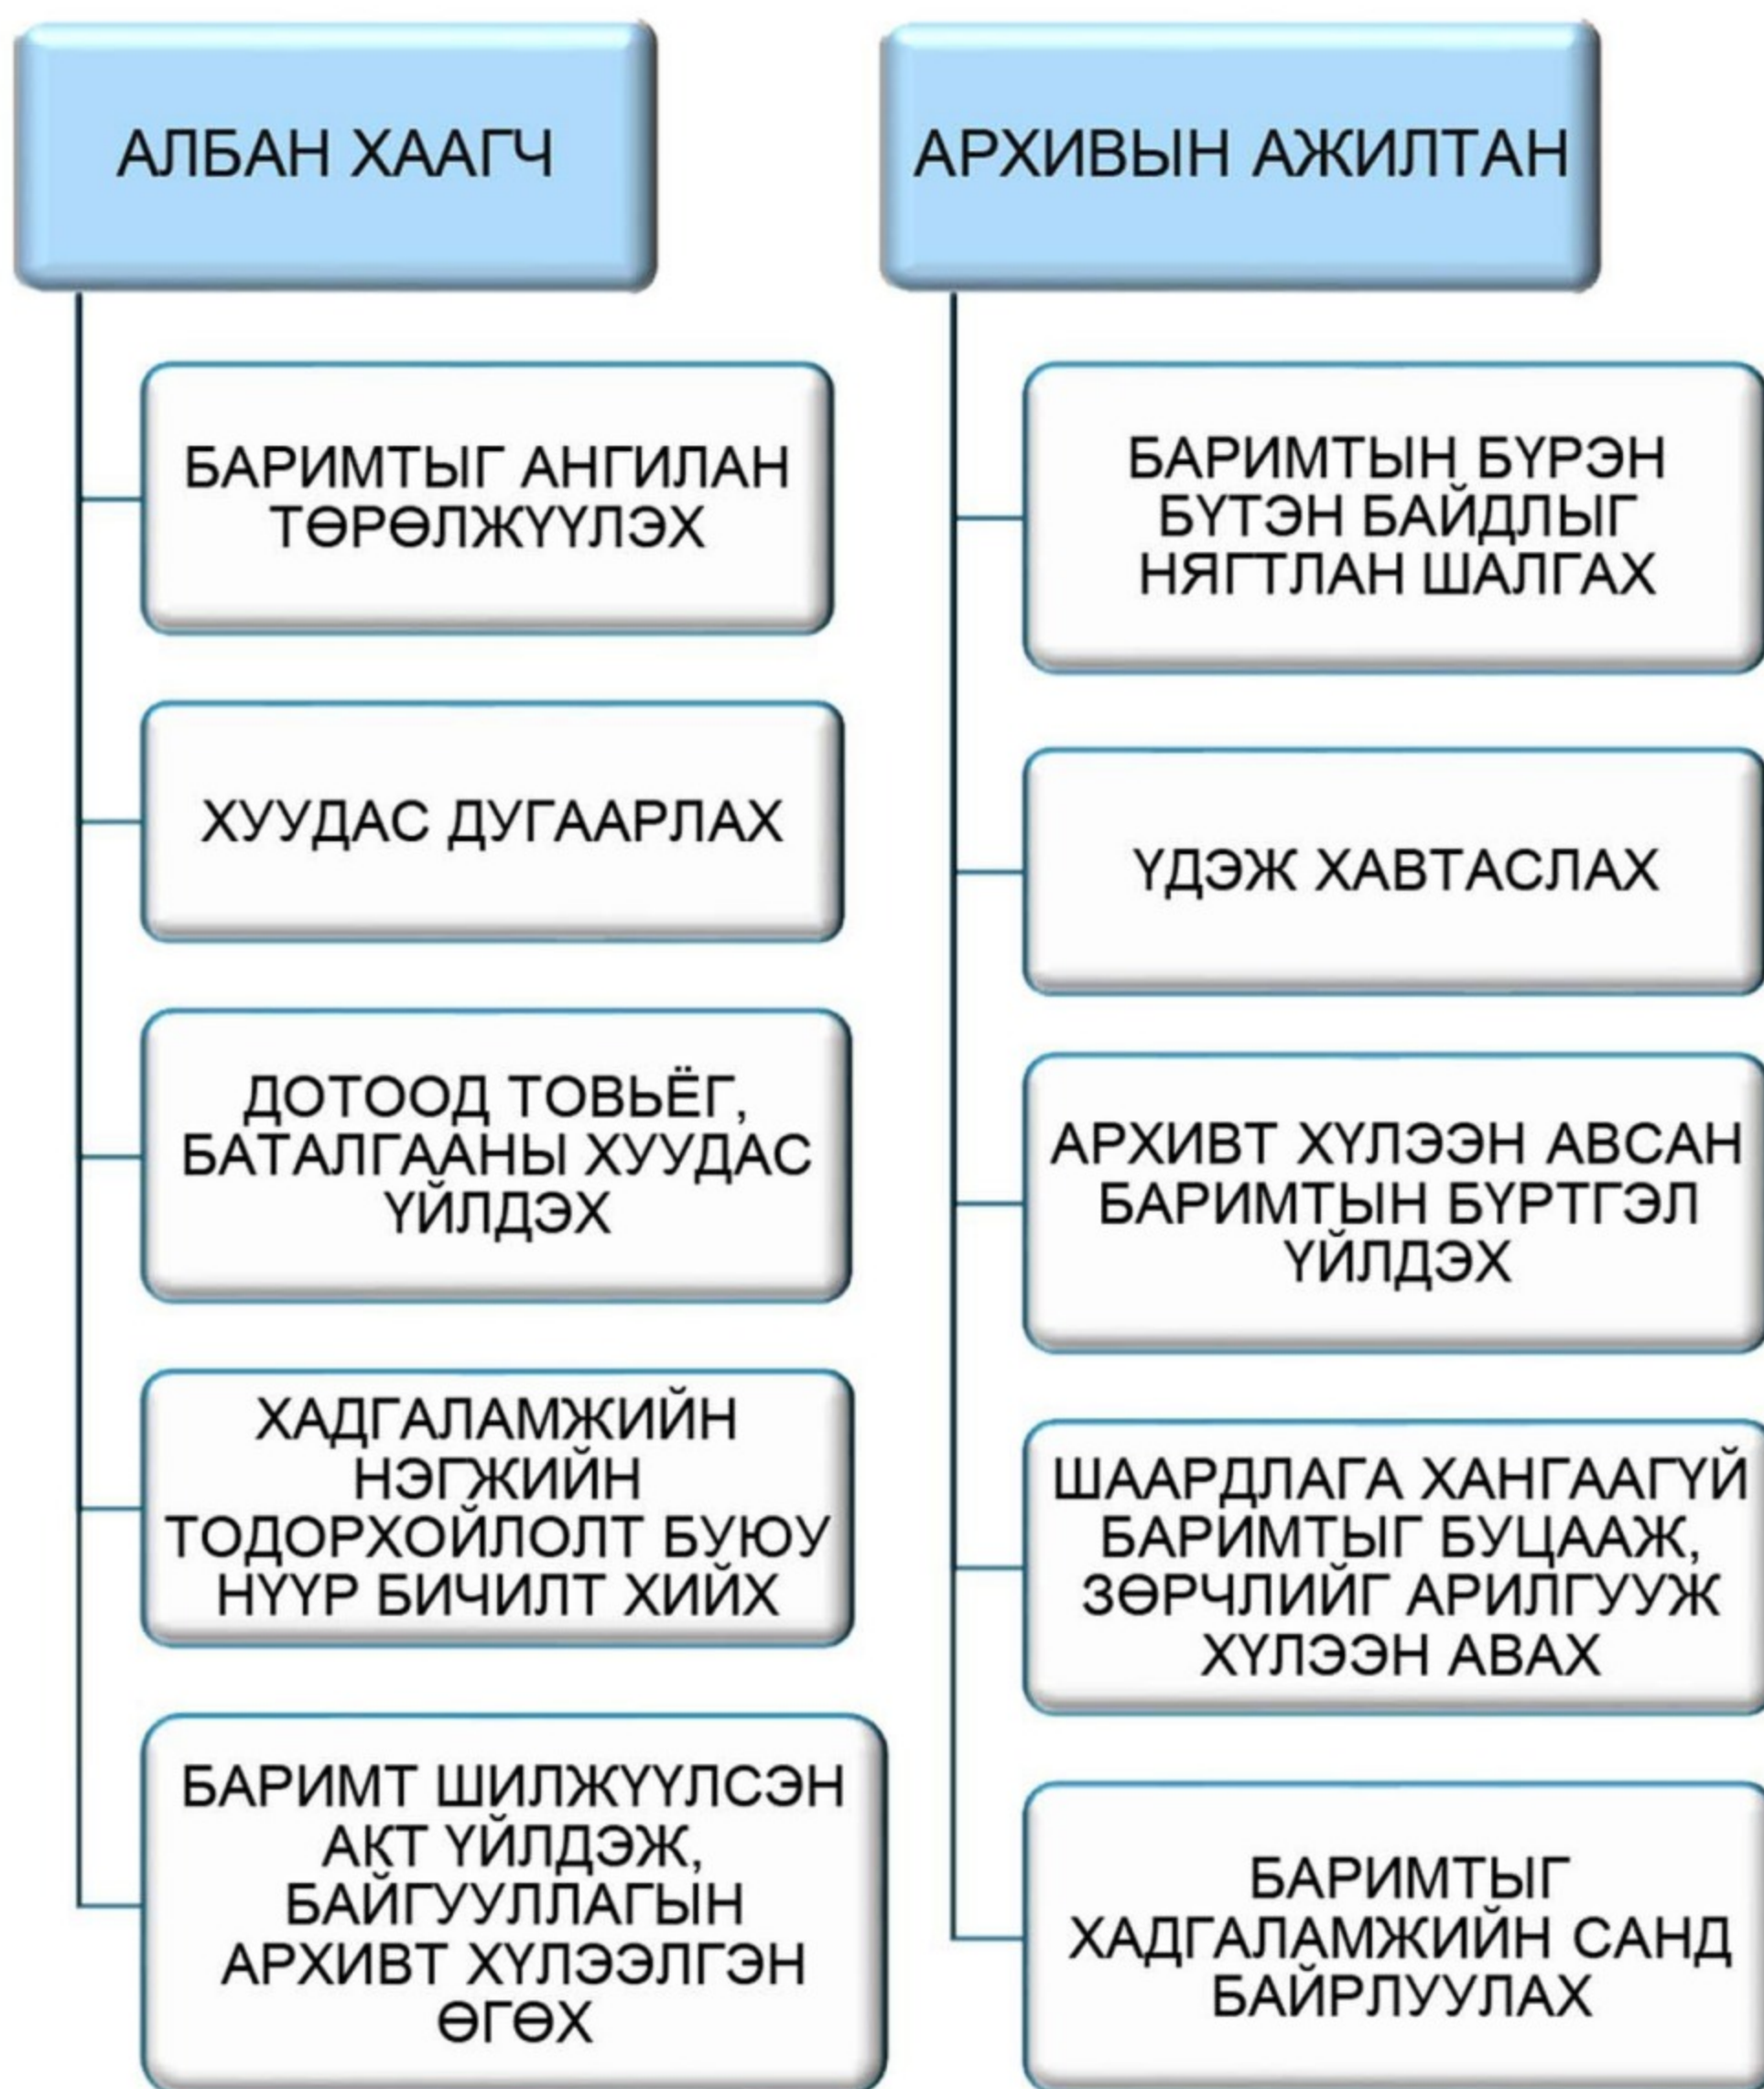 АЛБАН ХААГЧ
БАРИМТЫГ АНГИЛАН
ТӨРӨЛЖҮҮЛЭХ
ХУУДАС ДУГААРЛАХ
ДОТООД ТОВЬЁГ,
БАТАЛГААНЫ ХУУДАС
ҮЙЛДЭХ
ХАДГАЛАМЖИЙН
НЭГЖИЙН
ТОДОРХОЙЛОЛТ БУЮУ
НҮҮР БИЧИЛТ ХИЙХ
БАРИМТ ШИЛЖҮҮЛСЭН
АКТ ҮЙЛДЭЖ,
БАЙГУУЛЛАГЫН
АРХИВТ ХҮЛЭЭЛГЭН
ӨГӨХ
АРХИВЫН АЖИЛТАН
БАРИМТЫН БҮРЭН
БҮТЭН БАЙДЛЫГ
НЯГТЛАН ШАЛГАХ
ҮДЭЖ ХАВТАСЛАХ
АРХИВТ ХҮЛЭЭН АВСАН
БАРИМТЫН БҮРТГЭЛ
ҮЙЛДЭХ
ШААРДЛАГА ХАНГААГҮЙ
БАРИМТЫГ БУЦААЖ,
ЗӨРЧЛИЙГ АРИЛГУУЖ
ХҮЛЭЭН АВАХ
БАРИМТЫГ
ХАДГАЛАМЖИЙН САНД
БАЙРЛУУЛАХ